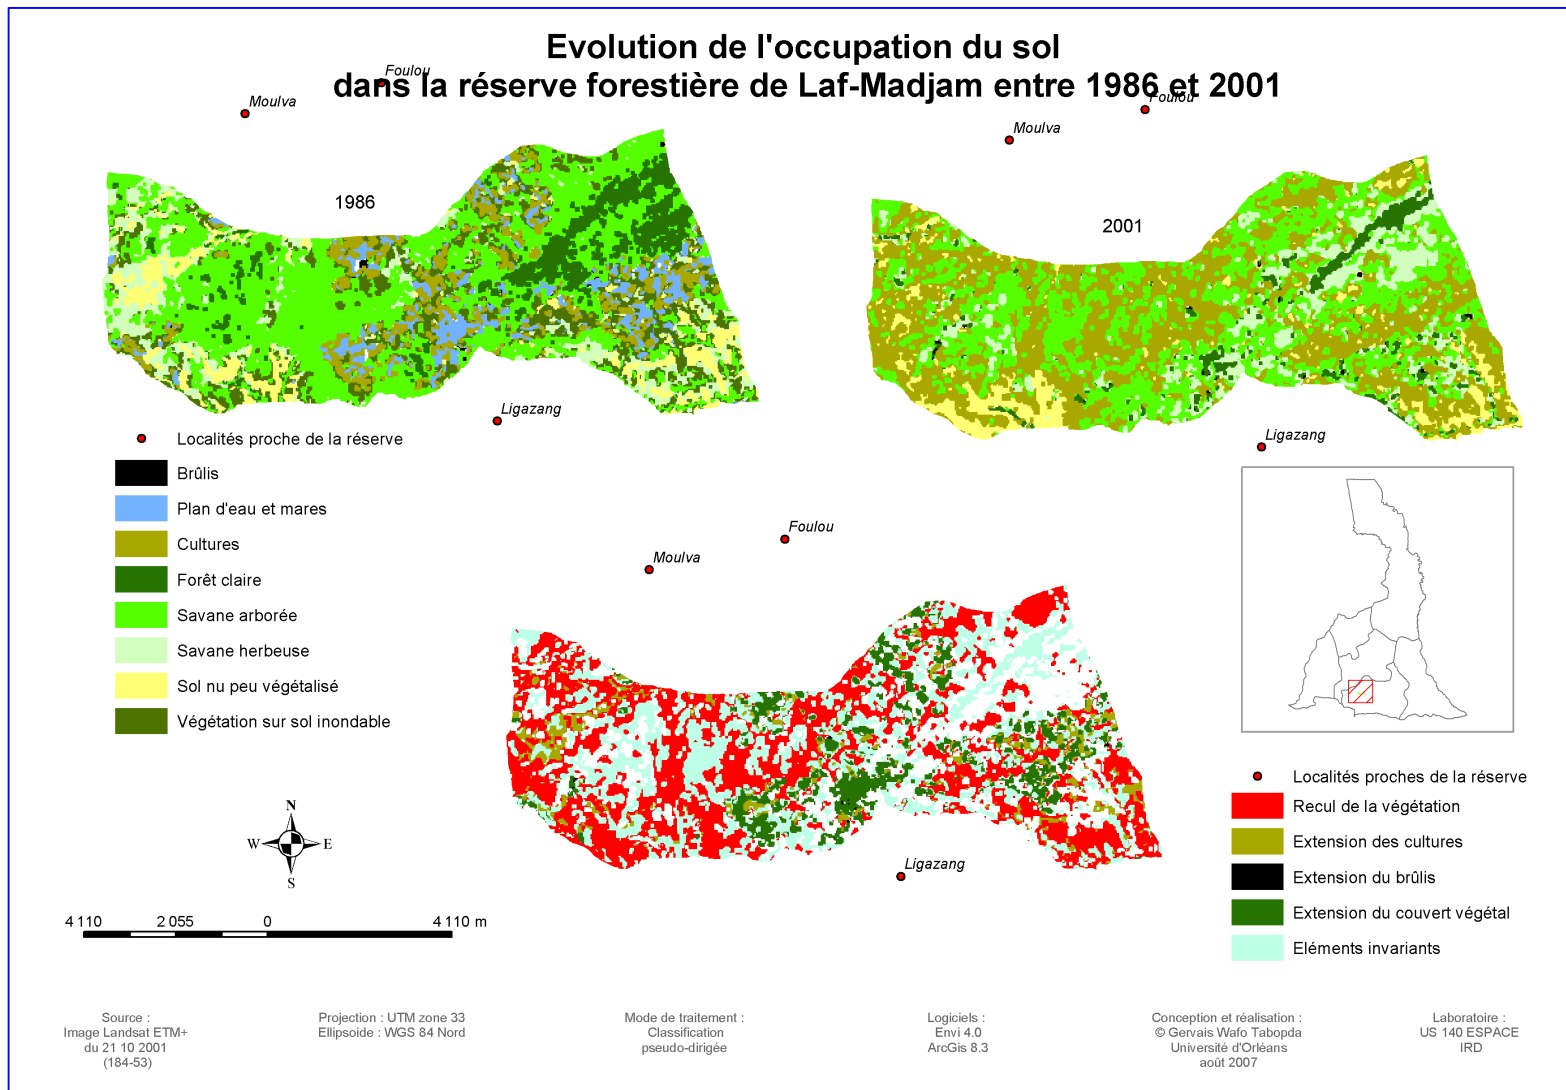 Evolution de l'occupation du sol
dans la réserve forestière de Laf-Madjam entre 1986 et 2001
Foulou
Moulva
1986
Ligazang
Foulou
Moulva
2001
Ligazang
Localités proche de la réserve
Brûlis
Plan d'eau et mares
Cultures
Forêt claire
Savane arborée
Savane herbeuse
Sol nu peu végétalisé
Végétation sur sol inondable
Foulou
Moulva
Ligazang
N
W E
S
4 110 2 055 0 4 110 m
Localités proches de la réserve
Recul de la végétation
Extension des cultures
Extension du brûlis
Extension du couvert végétal
Eléments invariants
Source :
Image Landsat ETM+
du 21 10 2001
(184-53)
Projection : UTM zone 33
Ellipsoide : WGS 84 Nord
Mode de traitement :
Classification
pseudo-dirigée
Logiciels :
Envi 4.0
ArcGis 8.3
Conception et réalisation :
© Gervais Wafo Tabopda
Université d'Orléans
août 2007
Laboratoire :
US 140 ESPACE
IRD